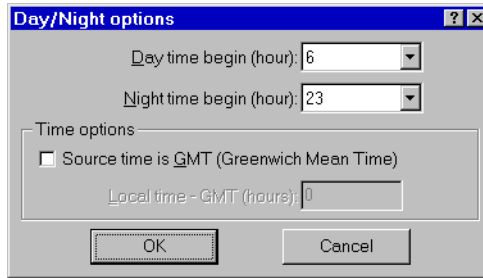 Day/Night options
Day time begin (hour): 6
Night time begin (hour): 23
Time options
Source time is GMT (Greenwich Mean Time)
Local time - GMT (hours): 0
OK Cancel